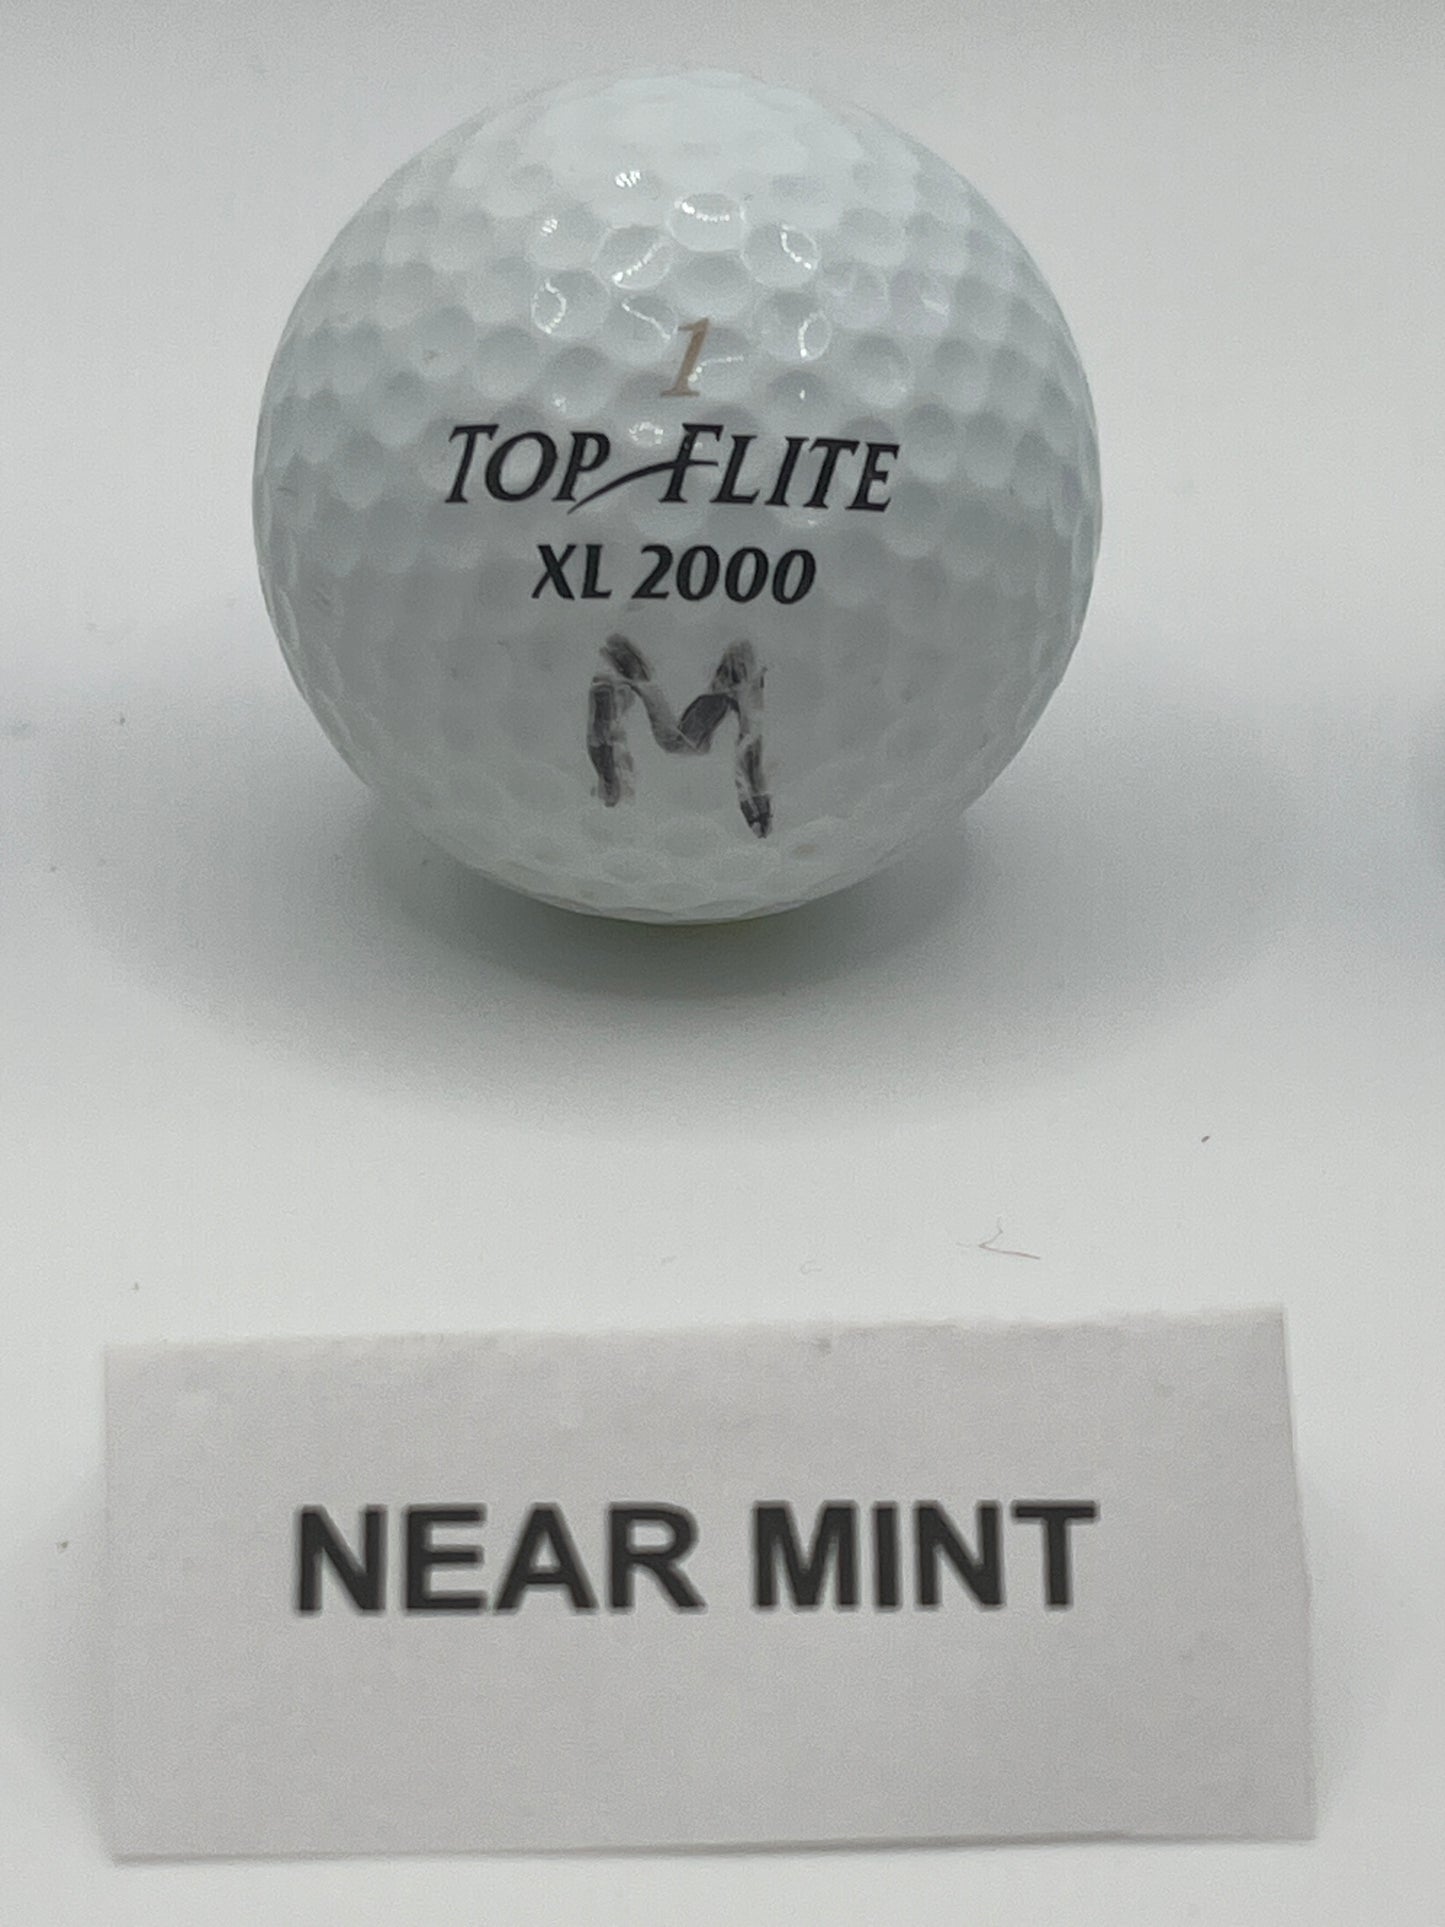 1
TOP FLITE
XL 2000
M
NEAR MINT